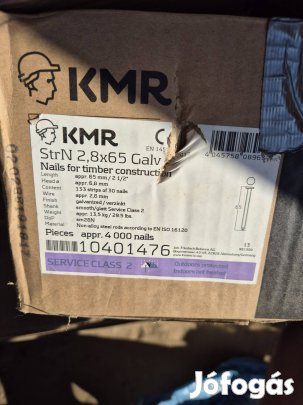 KMR
KMR
StrN 2,8x65 Galv
EN 14
Nails for timber construction
Length appr. 65 mm / 2 1/2"
Head ø appr. 6,8 mm
Content 133 strips of 30 nails
Wire appr. 2,8 mm
Finish galvanized / verzinkt
Shank smooth/glatt Service Class 2
Weight appr. 13,5 kg / 29.8 lbs
DoP
Material Non-alloy steel rods according to EN ISO 16120
Pieces appr. 4 000 nails
10401476
SERVICE CLASS 2
Outdoors protected
Jófogás